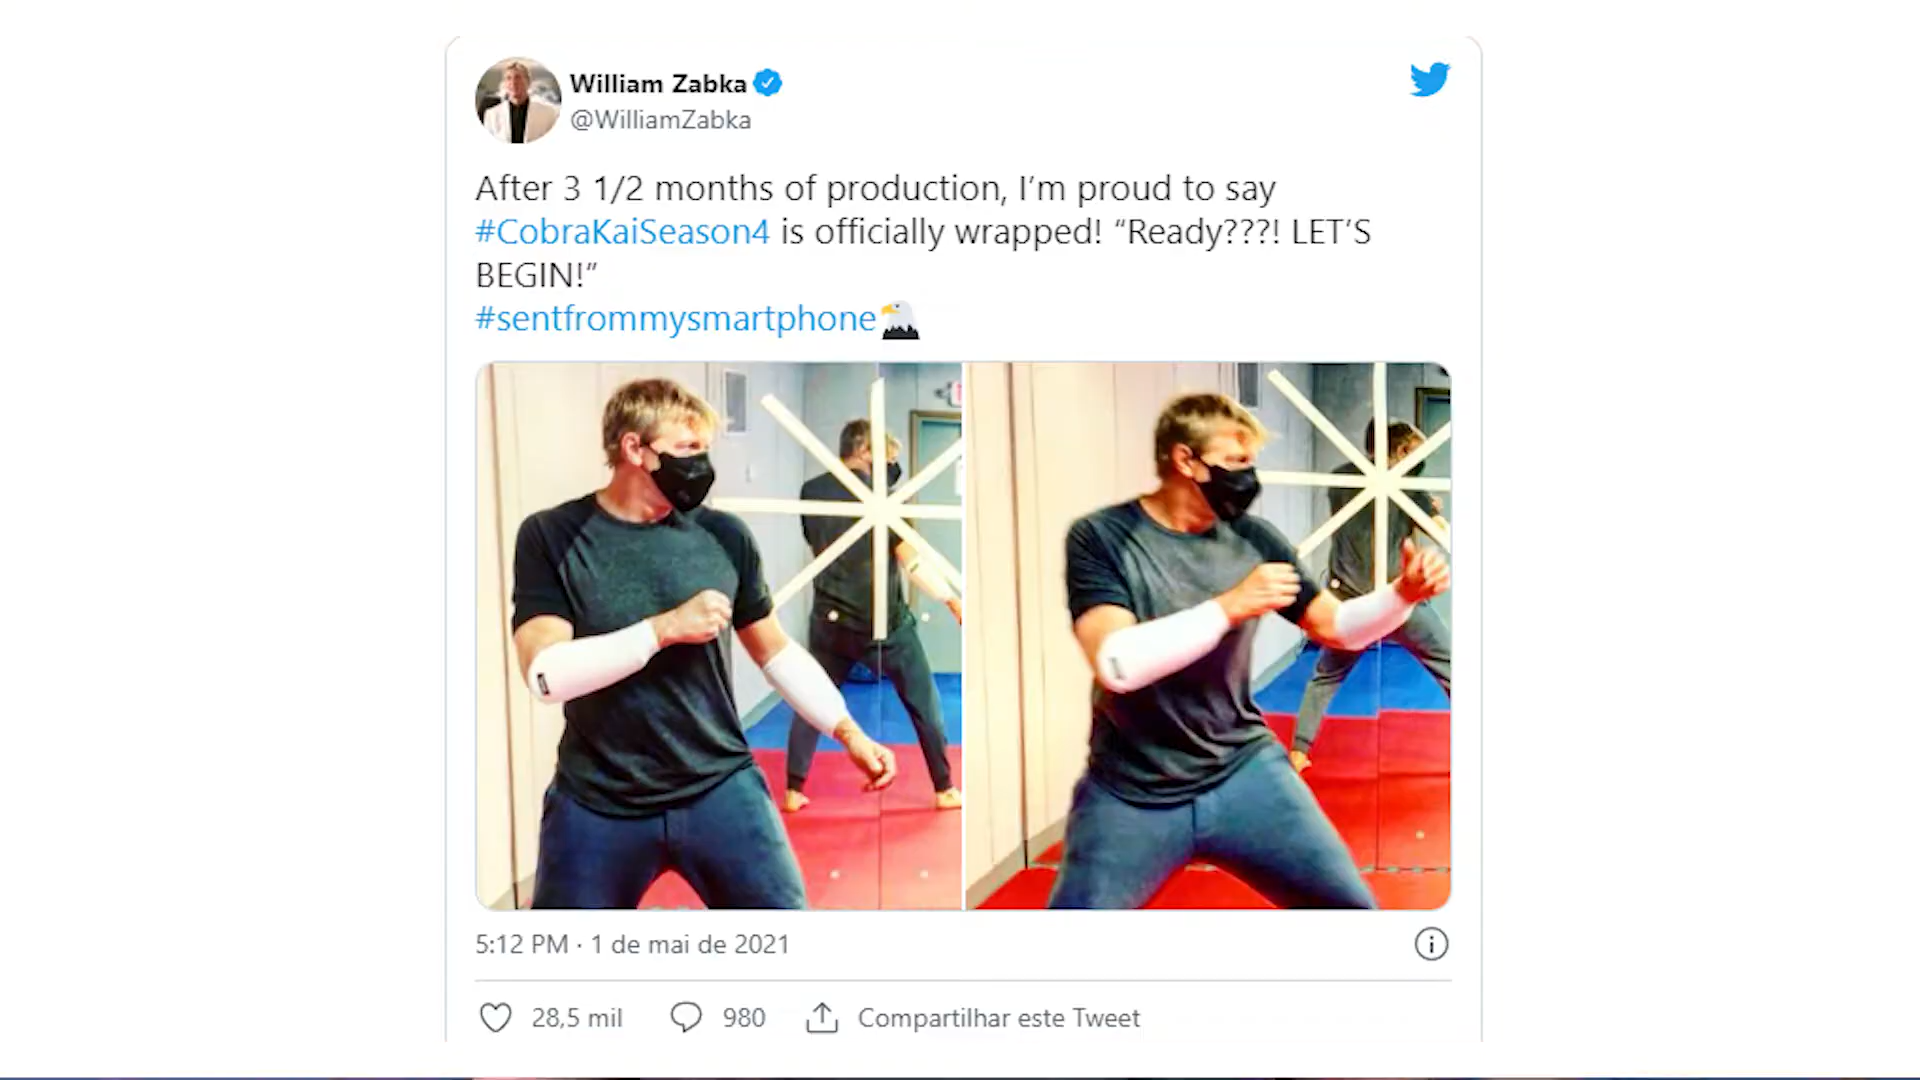 William Zabka
@WilliamZabka
After 3 1/2 months of production, I’m proud to say
#CobraKaiSeason4 is officially wrapped! “Ready???! LET’S
BEGIN!”
#sentfrommysmartphone
5:12 PM · 1 de mai de 2021
28,5 mil 980 Compartilhar este Tweet